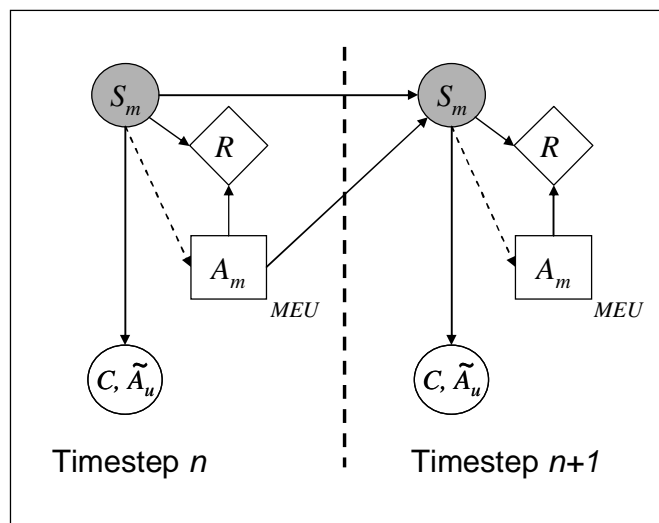 S_m S_m
R R
A_m A_m
MEU MEU
C, Ã_u C, Ã_u
Timestep n Timestep n+1